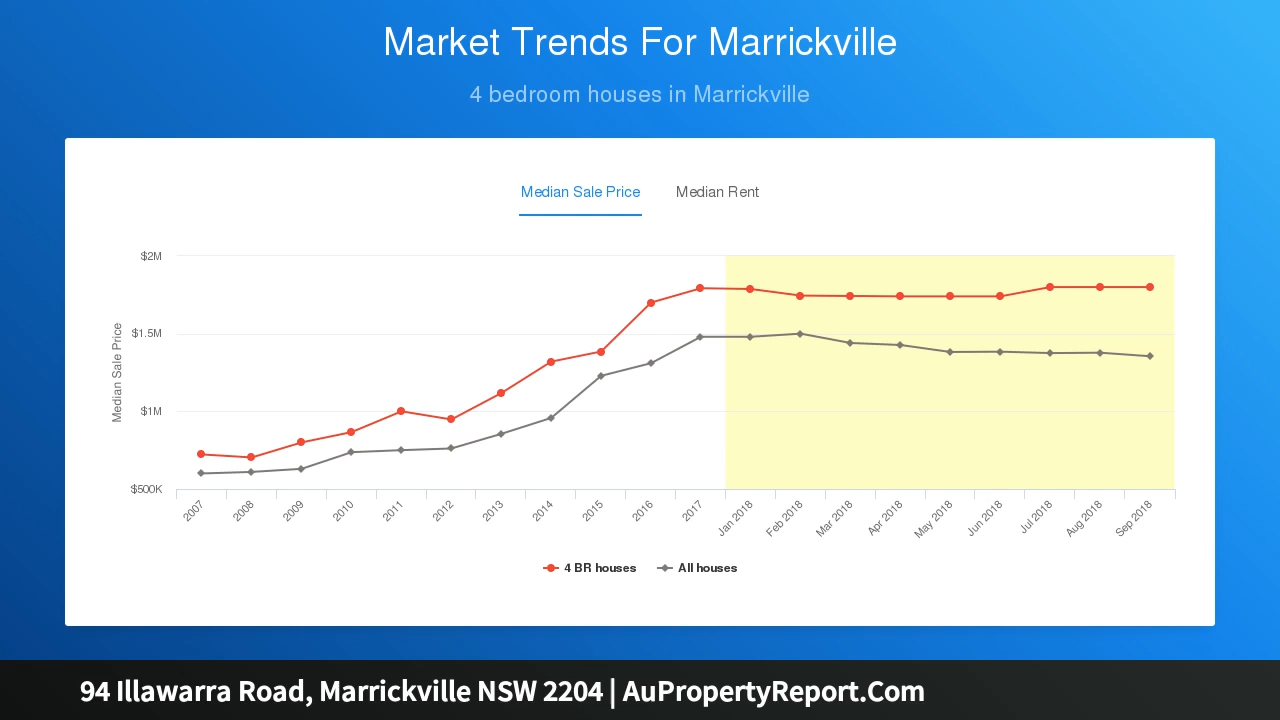 Market Trends For Marrickville
4 bedroom houses in Marrickville
Median Sale Price
Median Rent
Median Sale Price
$2M
$1.5M
$1M
$500K
2007
2008
2009
2010
2011
2012
2013
2014
2015
2016
2017
Jan 2018
Feb 2018
Mar 2018
Apr 2018
May 2018
Jun 2018
Jul 2018
Aug 2018
Sep 2018
4 BR houses
All houses
94 Illawarra Road, Marrickville NSW 2204 | AuPropertyReport.Com